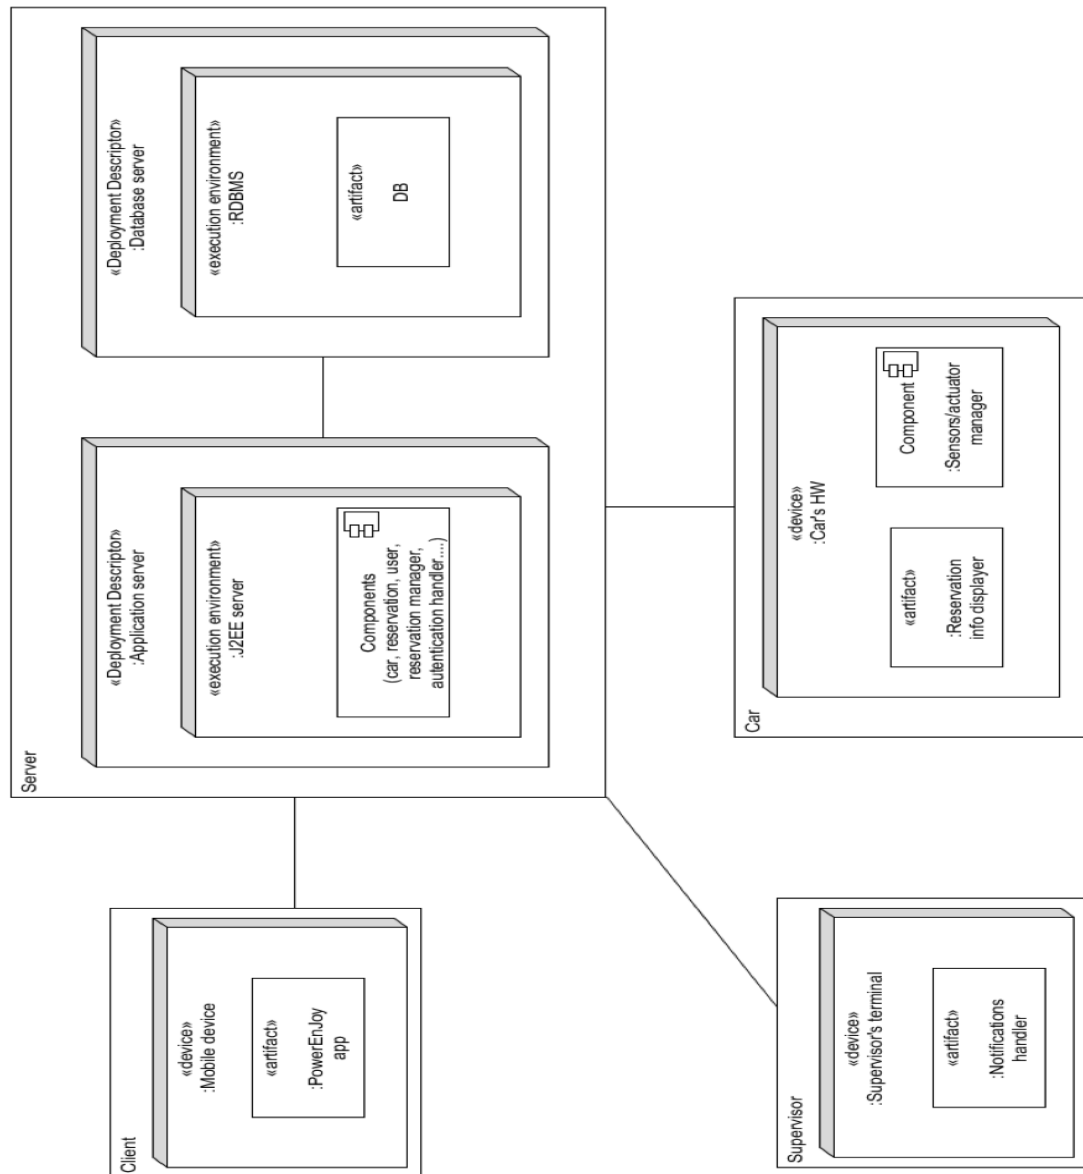 Client
«device»
:Mobile device
«artifact»
:PowerEnJoy
app
Server
«Deployment Descriptor»
:Application server
«execution environment»
:J2EE server
Components
(car, reservation, user,
reservation manager,
autentication handler....)
«Deployment Descriptor»
:Database server
«execution environment»
:RDBMS
«artifact»
DB
Supervisor
«device»
:Supervisor's terminal
«artifact»
:Notifications
handler
Car
«device»
:Car's HW
«artifact»
:Reservation
info displayer
Component
:Sensors/actuator
manager